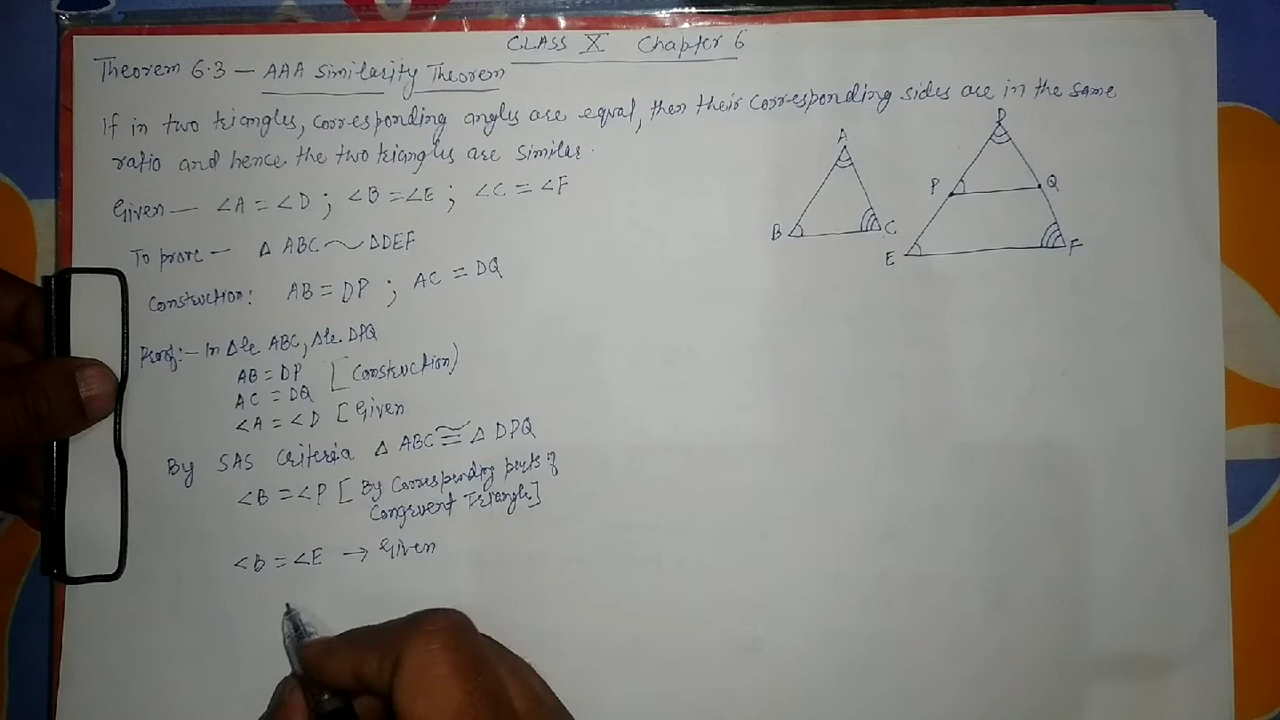 CLASS X Chapter 6
Theorem 6.3 — AAA Similarity Theorem
If in two triangles, corresponding angles are equal, then their corresponding sides are in the same
ratio and hence the two triangles are similar.
Given — ∠A = ∠D ; ∠B = ∠E ; ∠C = ∠F
To prove — Δ ABC ~ ΔDEF
Construction: AB = DP ; AC = DQ
Proof:- In Δle ABC, Δle DPQ
AB = DP [Construction)
AC = DQ
∠A = ∠D [Given
By SAS Criteria Δ ABC ≅ Δ DPQ
∠B = ∠P [By Corresponding parts of
Congruent Triangle]
∠B = ∠E → Given
A
B
C
D
P
Q
E
F